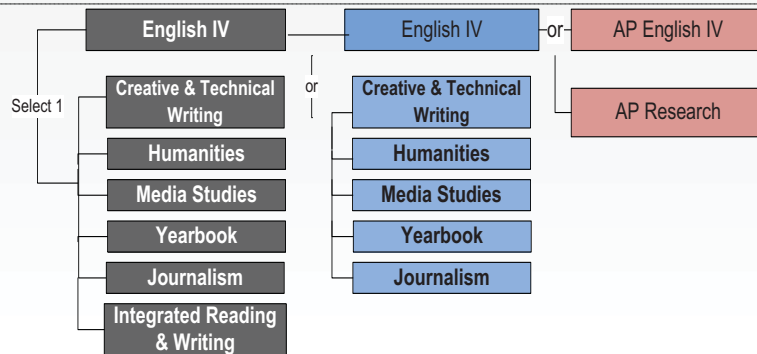 English IV
English IV
or
AP English IV
Select 1
or
Creative & Technical
Writing
Creative & Technical
Writing
AP Research
Humanities
Humanities
Media Studies
Media Studies
Yearbook
Yearbook
Journalism
Journalism
Integrated Reading
& Writing